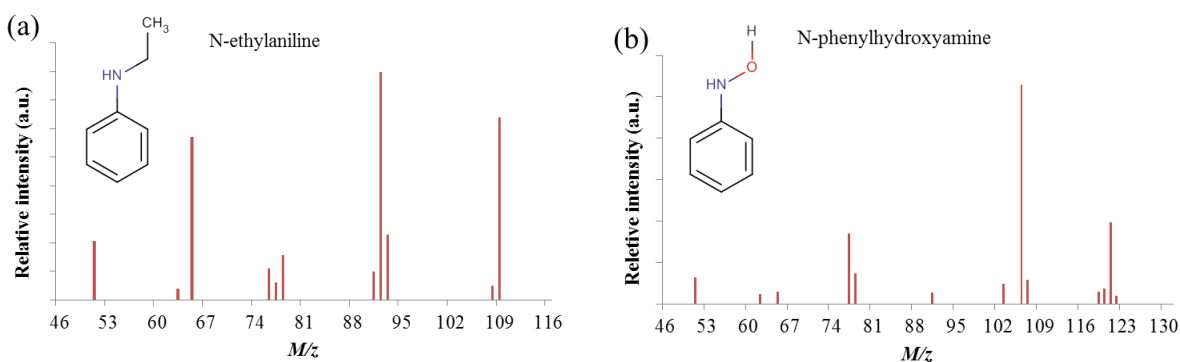 (a)
N-ethylaniline
CH3
HN
Relative intensity (a.u.)
46 53 60 67 74 81 88 95 102 109 116
M/z
(b)
N-phenylhydroxyamine
H
O
HN
Reletive intensity (a.u.)
46 53 60 67 74 81 88 95 102 109 116 123 130
M/z